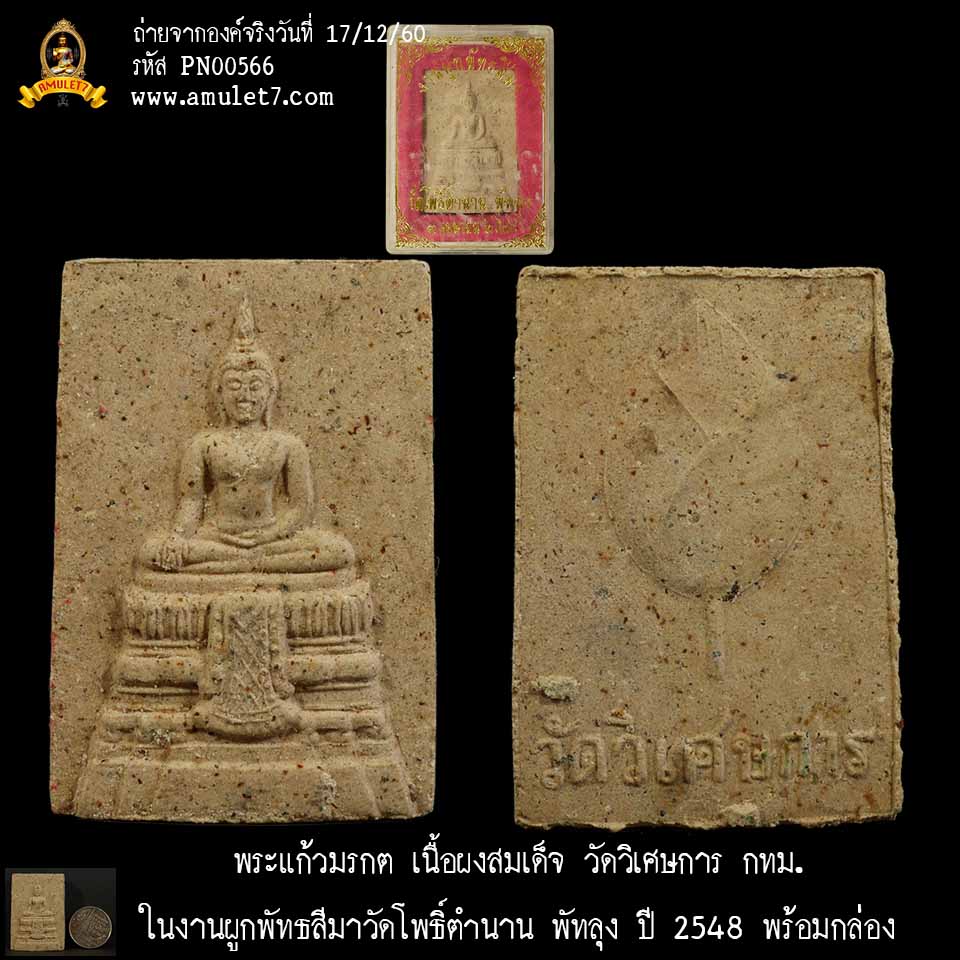 ถ่ายจากองค์จริงวันที่ 17/12/60
รหัส PN00566
www.amulet7.com
AMULET7
วัดวิเศษการ
พระแก้วมรกต เนื้อผงสมเด็จ วัดวิเศษการ กทม.
ในงานผูกพัทธสีมาวัดโพธิ์ตำนาน พัทลุง ปี 2548 พร้อมกล่อง